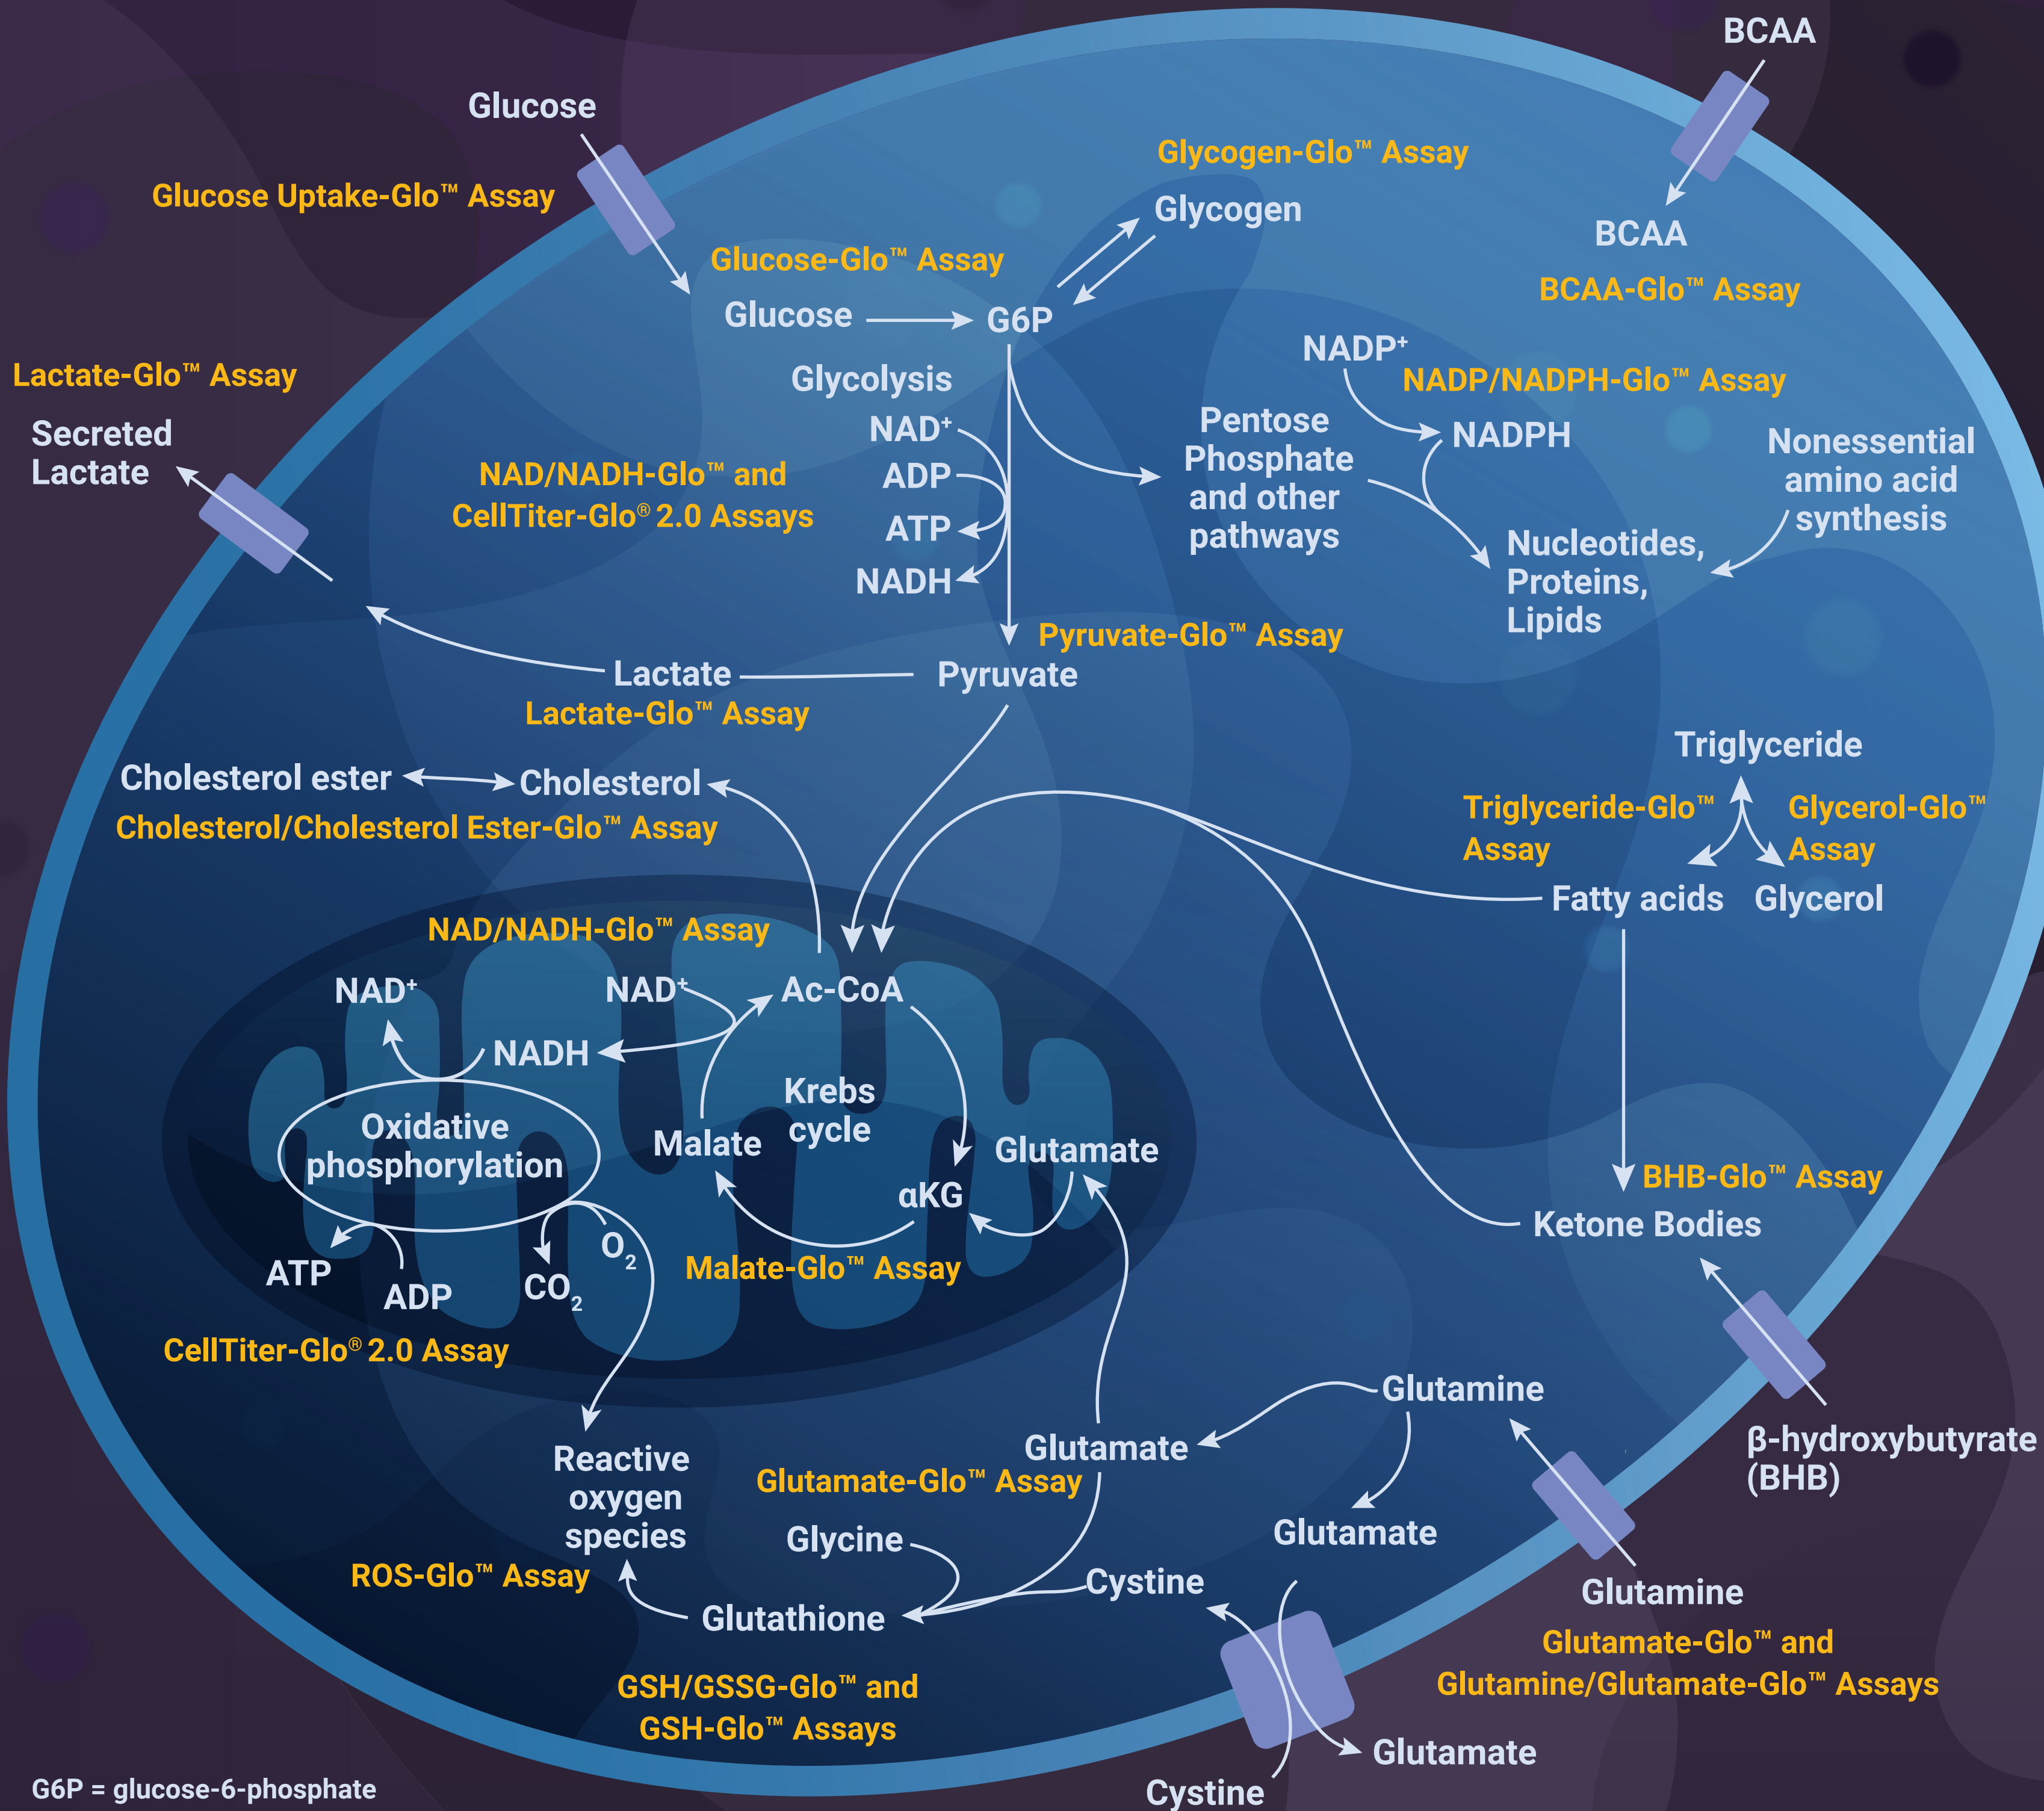 BCAA
Glucose
Glucose Uptake-Glo™ Assay
Glycogen-Glo™ Assay
Glycogen
BCAA
BCAA-Glo™ Assay
Glucose-Glo™ Assay
Glucose
G6P
Lactate-Glo™ Assay
Secreted
Lactate
Glycolysis
NAD⁺
ADP
ATP
NADH
NAD/NADH-Glo™ and
CellTiter-Glo® 2.0 Assays
NADP⁺
NADP/NADPH-Glo™ Assay
NADPH
Pentose
Phosphate
and other
pathways
Nonessential
amino acid
synthesis
Nucleotides,
Proteins,
Lipids
Pyruvate-Glo™ Assay
Pyruvate
Lactate
Lactate-Glo™ Assay
Cholesterol ester
Cholesterol
Cholesterol/Cholesterol Ester-Glo™ Assay
Triglyceride
Triglyceride-Glo™
Assay
Glycerol-Glo™
Assay
Fatty acids
Glycerol
NAD/NADH-Glo™ Assay
NAD⁺
NAD⁺
Ac-CoA
NADH
Krebs
cycle
Oxidative
phosphorylation
Malate
Glutamate
αKG
Malate-Glo™ Assay
O₂
CO₂
ATP
ADP
CellTiter-Glo® 2.0 Assay
BHB-Glo™ Assay
Ketone Bodies
β-hydroxybutyrate
(BHB)
Glutamine
Glutamate
Glutamate-Glo™ Assay
Reactive
oxygen
species
Glycine
Glutamate
ROS-Glo™ Assay
Cystine
Glutathione
Glutamine
Glutamate-Glo™ and
Glutamine/Glutamate-Glo™ Assays
GSH/GSSG-Glo™ and
GSH-Glo™ Assays
Glutamate
Cystine
G6P = glucose-6-phosphate